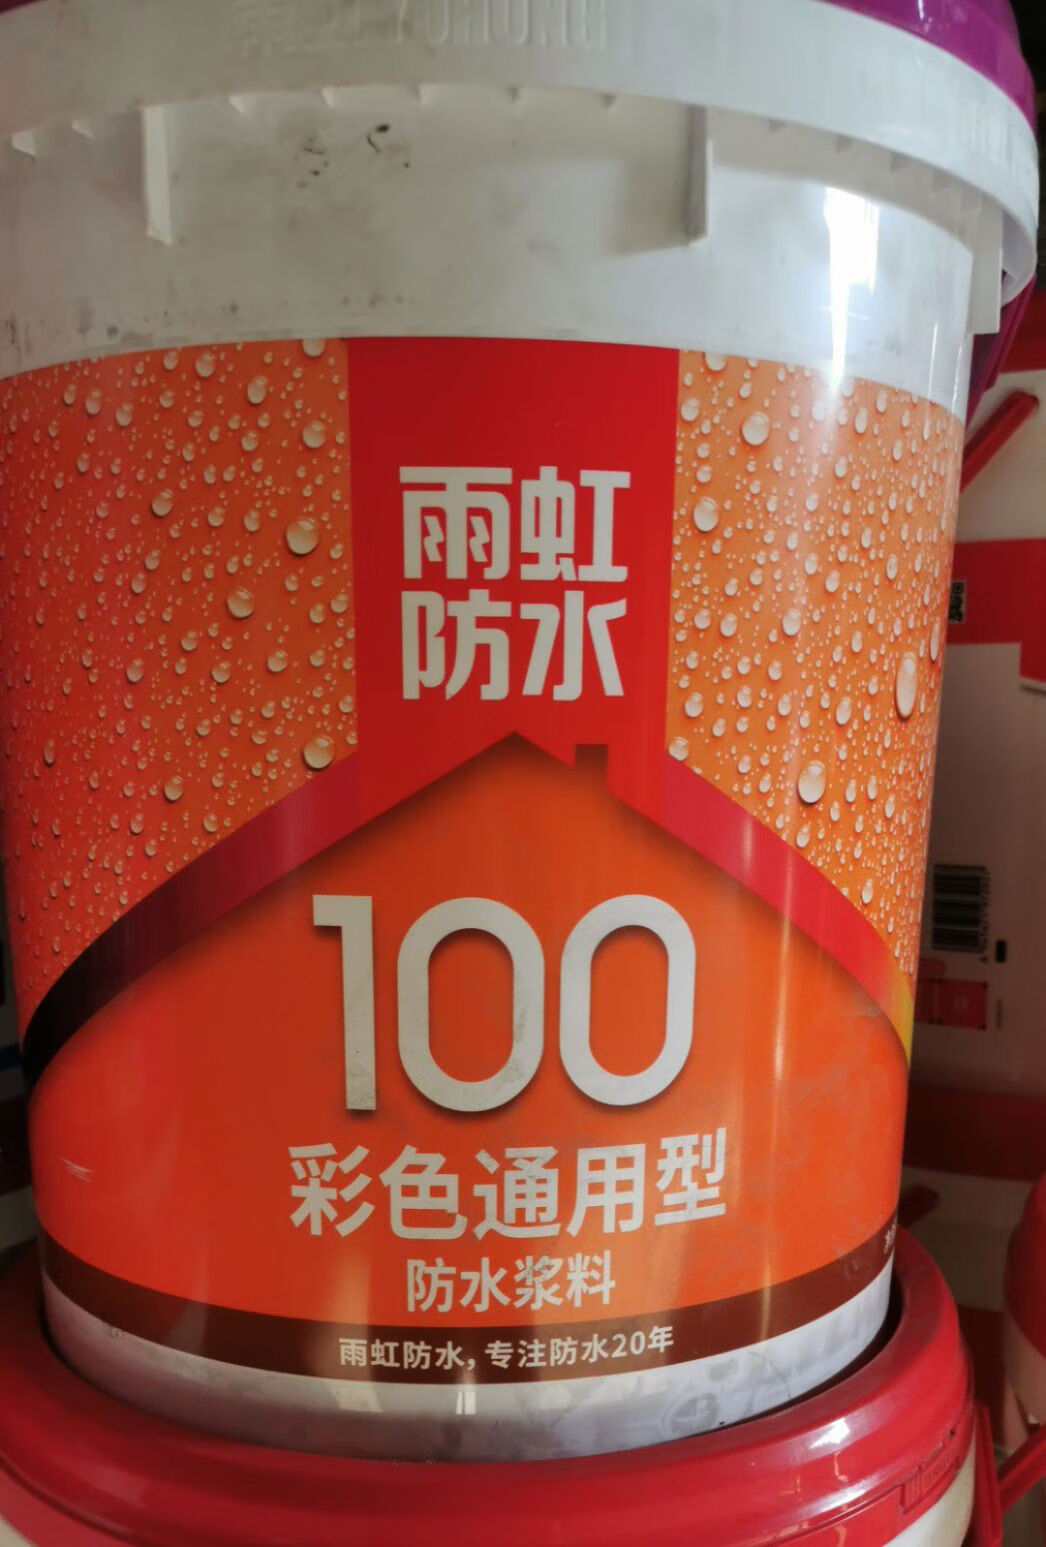 YUHONG
雨虹
防水
100
彩色通用型
防水浆料
雨虹防水，专注防水20年